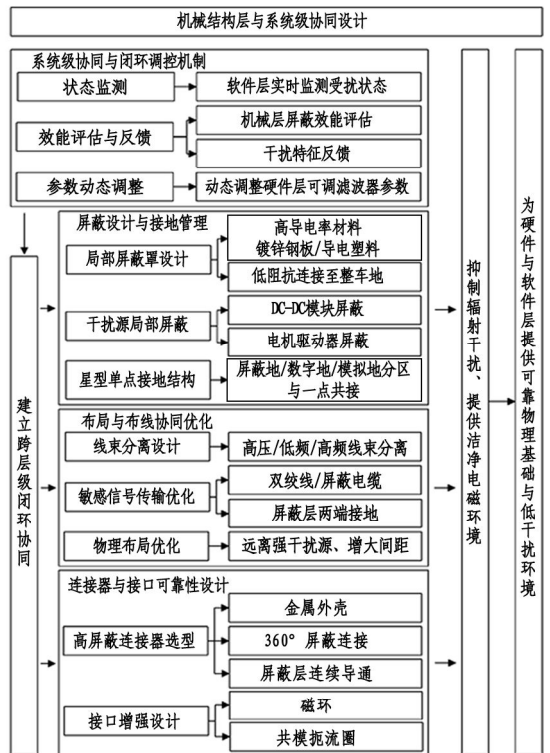 机械结构层与系统级协同设计
系统级协同与闭环调控机制
状态监测
软件层实时监测受扰状态
效能评估与反馈
机械层屏蔽效能评估
干扰特征反馈
参数动态调整
动态调整硬件层可调滤波器参数
建立跨层级闭环协同
屏蔽设计与接地管理
局部屏蔽罩设计
高导电率材料
镀锌钢板/导电塑料
低阻抗连接至整车地
干扰源局部屏蔽
DC-DC模块屏蔽
电机驱动器屏蔽
星型单点接地结构
屏蔽地/数字地/模拟地分区
与一点共接
布局与布线协同优化
线束分离设计
高压/低频/高频线束分离
敏感信号传输优化
双绞线/屏蔽电缆
屏蔽层两端接地
物理布局优化
远离强干扰源、增大间距
连接器与接口可靠性设计
高屏蔽连接器选型
金属外壳
360° 屏蔽连接
屏蔽层连续导通
接口增强设计
磁环
共模扼流圈
抑制辐射干扰、提供洁净电磁环境
为硬件与软件层提供可靠物理基础与低干扰环境